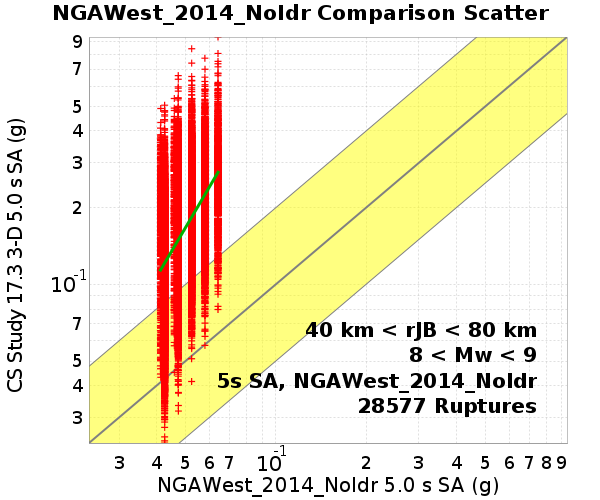 NGAWest_2014_NoIdr Comparison Scatter
CS Study 17.3 3-D 5.0 s SA (g)
9
7
5
4
3
2
10-1
7
5
4
3
40 km < rJB < 80 km
8 < Mw < 9
5s SA, NGAWest_2014_NoIdr
28577 Ruptures
3 4 5 6 7 10-1 2 3 4 5 6 7 8 9
NGAWest_2014_NoIdr 5.0 s SA (g)